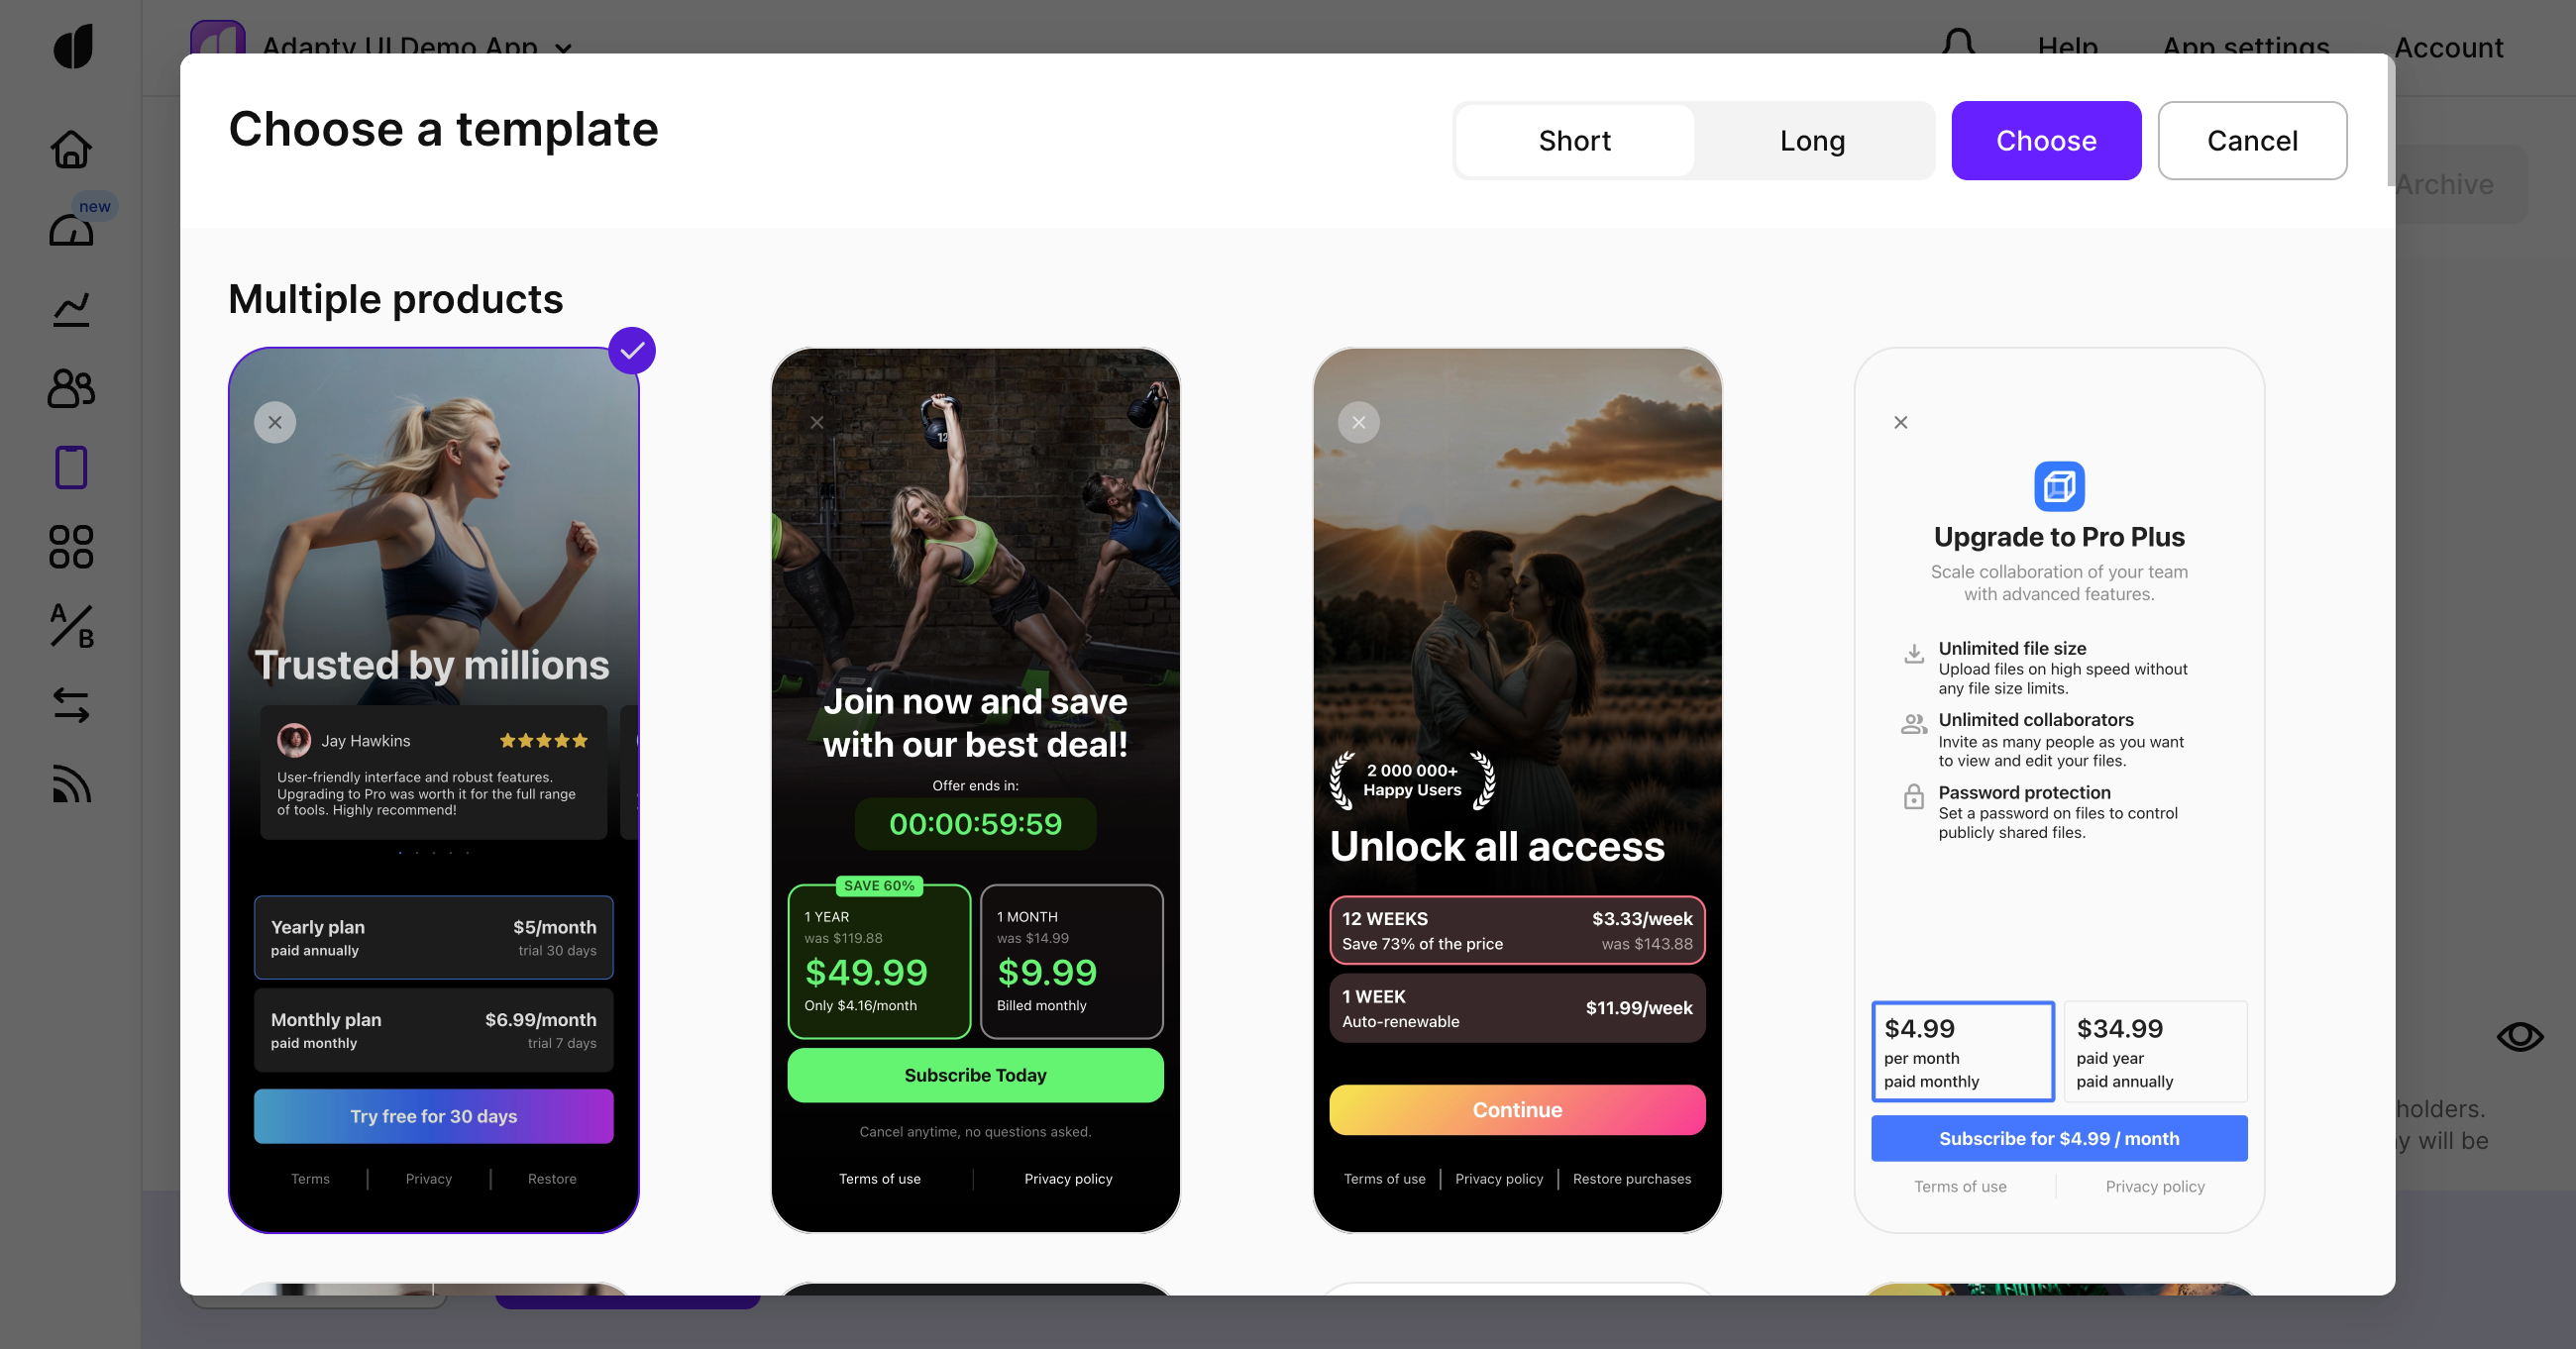 Adapty UI Demo App
Help
App settings
Account
new
Choose a template
Short
Long
Choose
Cancel
Archive
Multiple products
A/B
Trusted by millions
Jay Hawkins
User-friendly interface and robust features.
Upgrading to Pro was worth it for the full range
of tools. Highly recommend!
Yearly plan
$5/month
paid annually
trial 30 days
Monthly plan
$6.99/month
paid monthly
trial 7 days
Try free for 30 days
Terms
Privacy
Restore
12
Join now and save
with our best deal!
Offer ends in:
00:00:59:59
SAVE 60%
1 YEAR
was $119.88
$49.99
Only $4.16/month
1 MONTH
was $14.99
$9.99
Billed monthly
Subscribe Today
Cancel anytime, no questions asked.
Terms of use
Privacy policy
2 000 000+
Happy Users
Unlock all access
12 WEEKS
$3.33/week
Save 73% of the price
was $143.88
1 WEEK
$11.99/week
Auto-renewable
Continue
Terms of use
Privacy policy
Restore purchases
Upgrade to Pro Plus
Scale collaboration of your team
with advanced features.
Unlimited file size
Upload files on high speed without
any file size limits.
Unlimited collaborators
Invite as many people as you want
to view and edit your files.
Password protection
Set a password on files to control
publicly shared files.
$4.99
per month
paid monthly
$34.99
paid year
paid annually
Subscribe for $4.99 / month
Terms of use
Privacy policy
holders.
will be